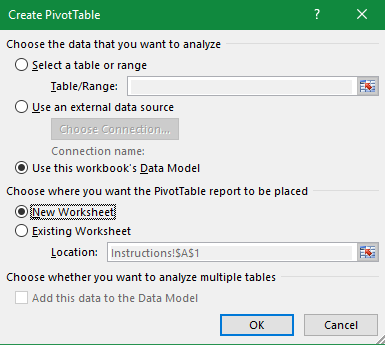 Create PivotTable
Choose the data that you want to analyze
Select a table or range
Table/Range:
Use an external data source
Choose Connection...
Connection name:
Use this workbook's Data Model
Choose where you want the PivotTable report to be placed
New Worksheet
Existing Worksheet
Location: Instructions!$A$1
Choose whether you want to analyze multiple tables
Add this data to the Data Model
OK Cancel